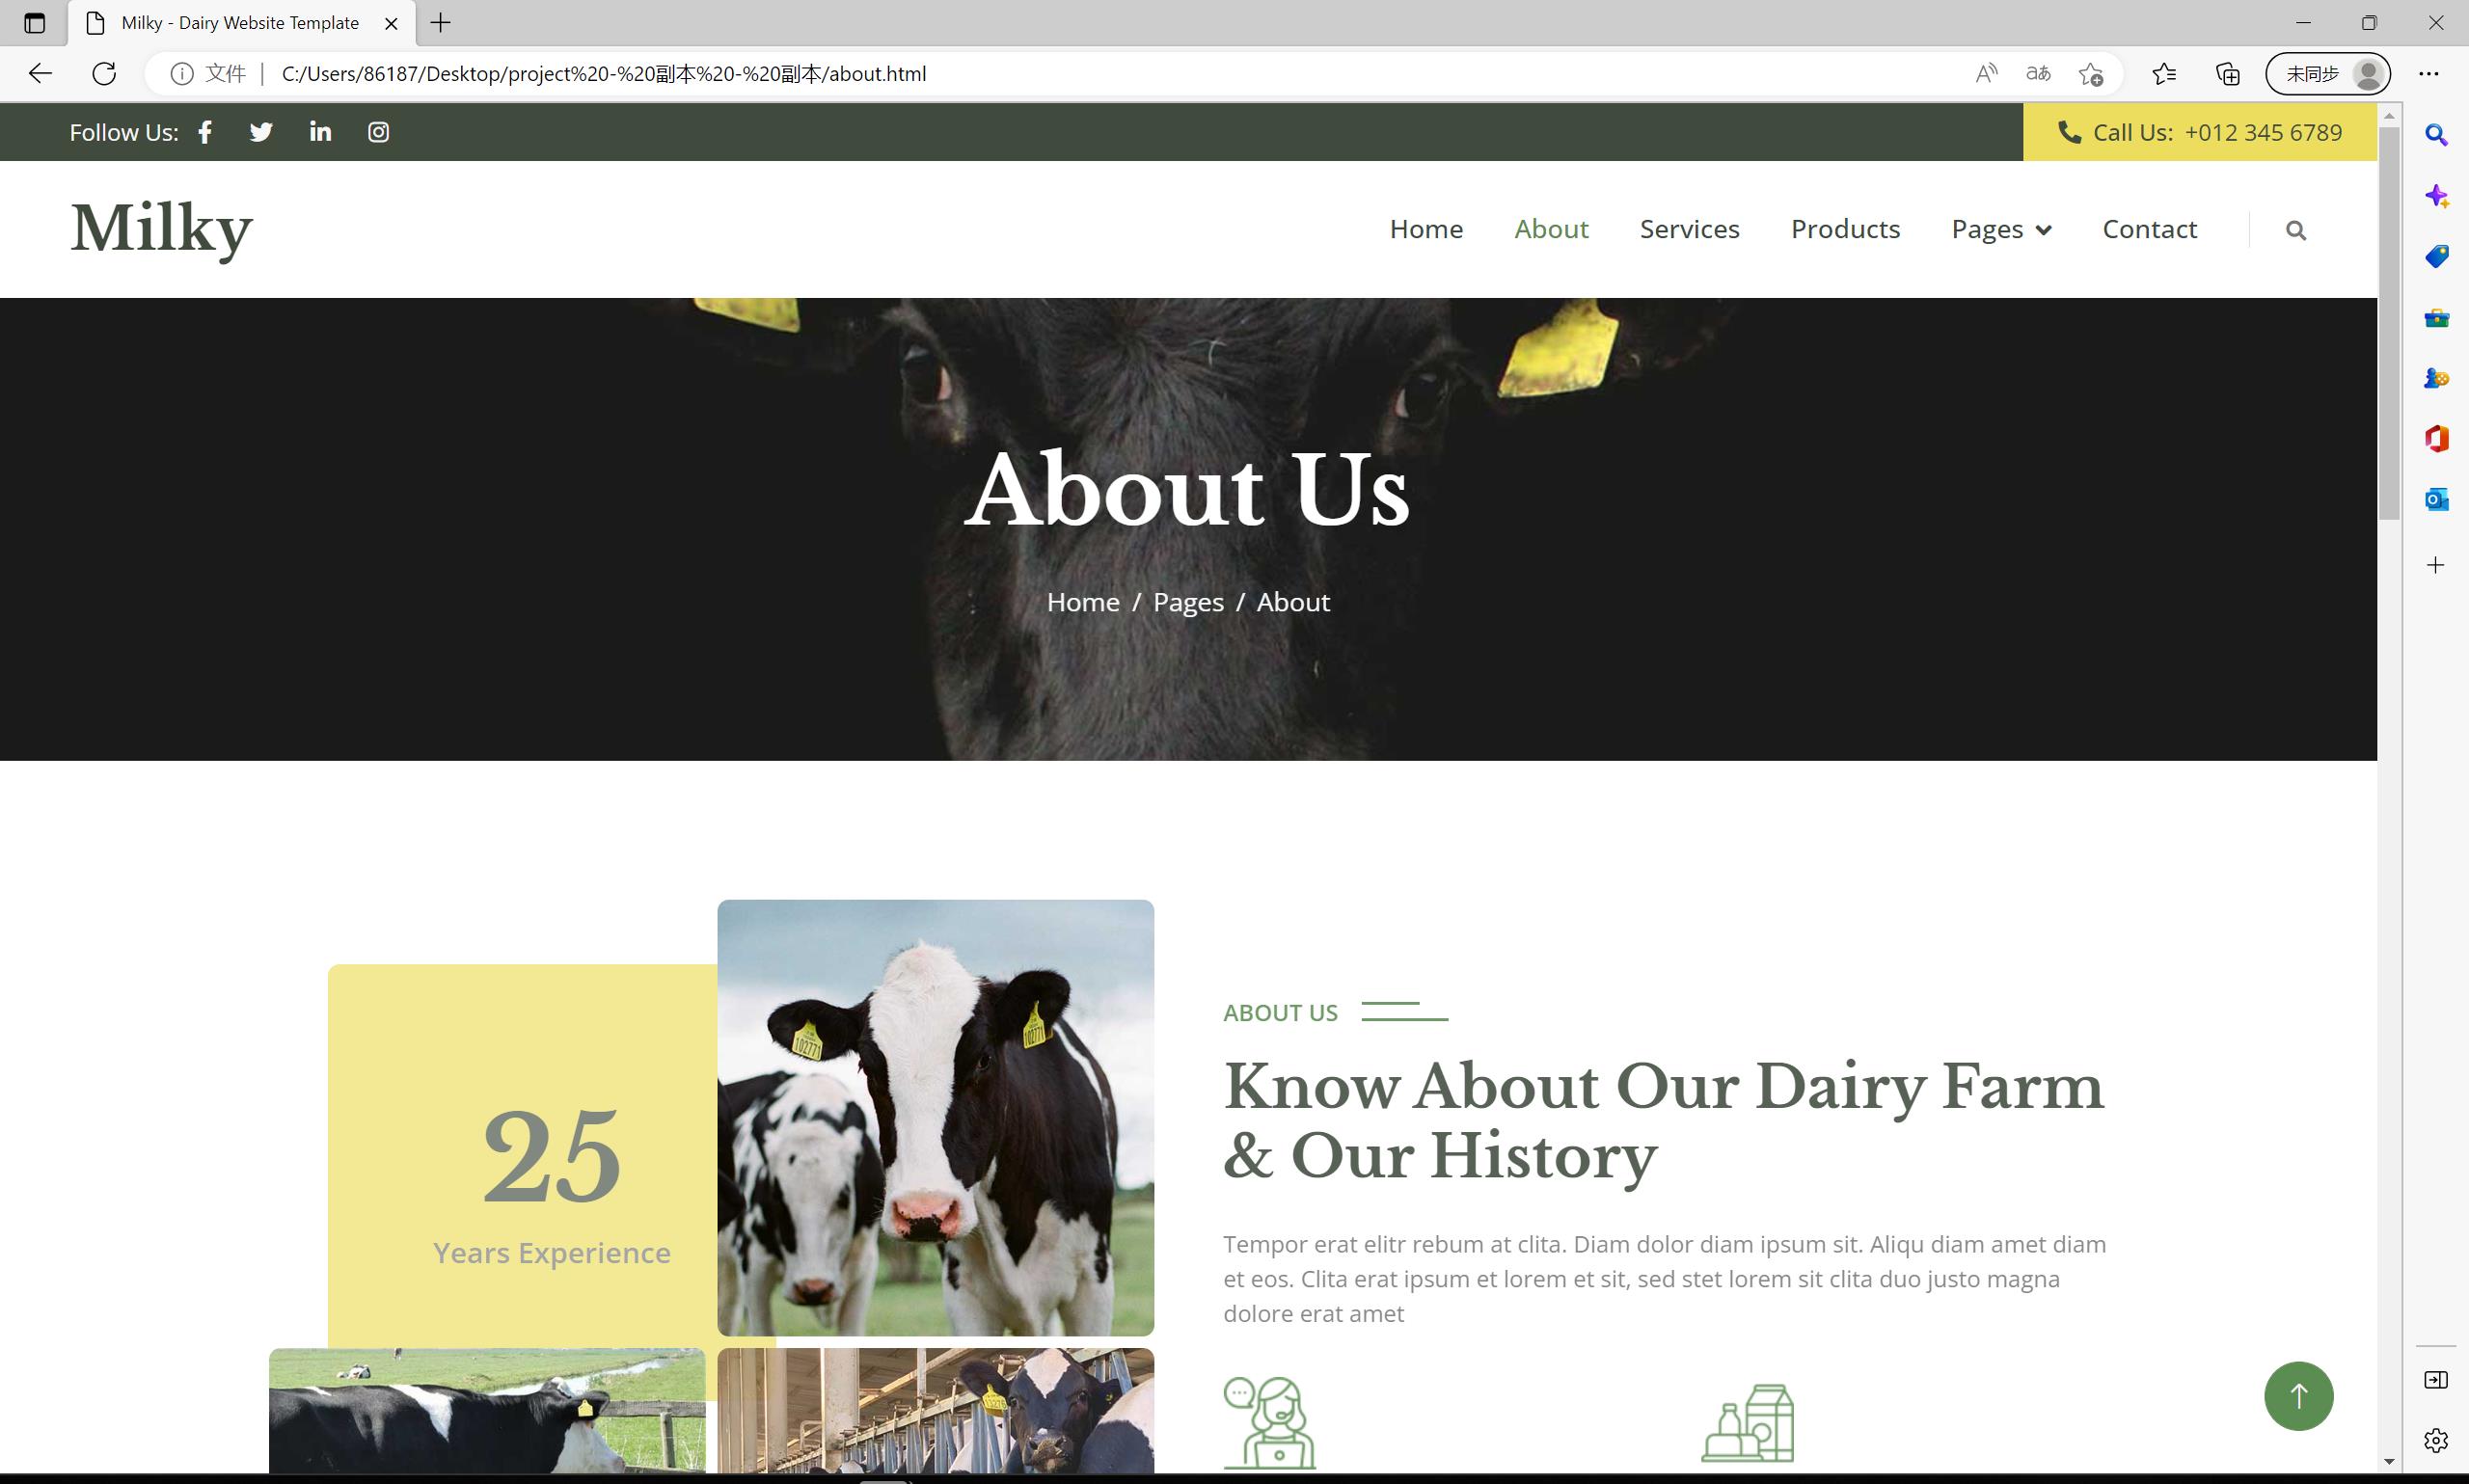 Milky - Dairy Website Template
文件
C:/Users/86187/Desktop/project%20-%20副本%20-%20副本/about.html
aあ
未同步
Follow Us:
Call Us: +012 345 6789
Milky
Home About Services Products Pages Contact
About Us
Home / Pages / About
102771
102771
25
Years Experience
ABOUT US
Know About Our Dairy Farm
& Our History
Tempor erat elitr rebum at clita. Diam dolor diam ipsum sit. Aliqu diam amet diam
et eos. Clita erat ipsum et lorem et sit, sed stet lorem sit clita duo justo magna
dolore erat amet